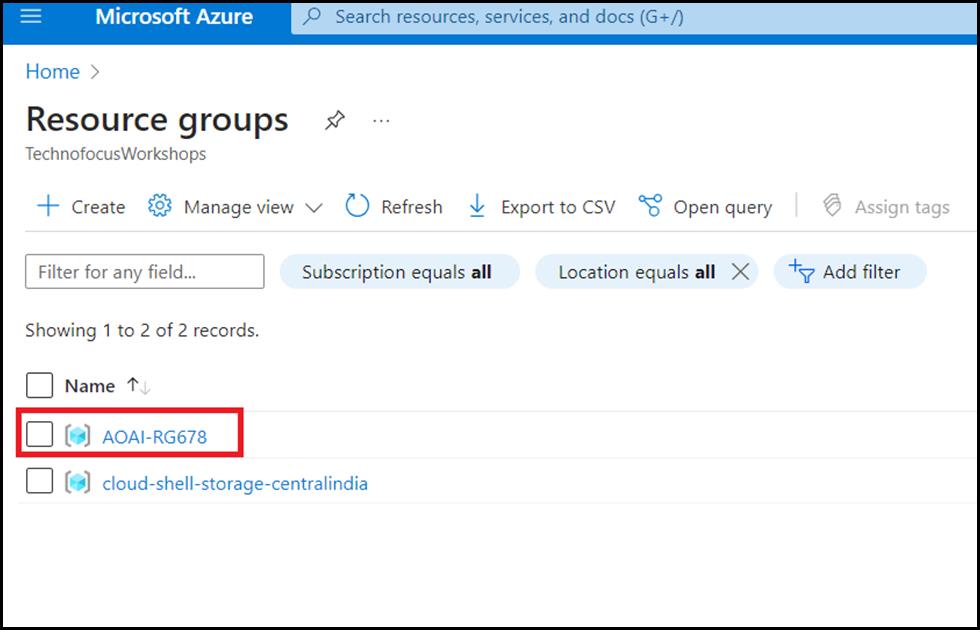 Microsoft Azure Search resources, services, and docs (G+/)
Home
Resource groups ...
TechnofocusWorkshops
Create Manage view Refresh Export to CSV Open query Assign tags
Filter for any field... Subscription equals all Location equals all Add filter
Showing 1 to 2 of 2 records.
Name ↑↓
AOAI-RG678
cloud-shell-storage-centralindia